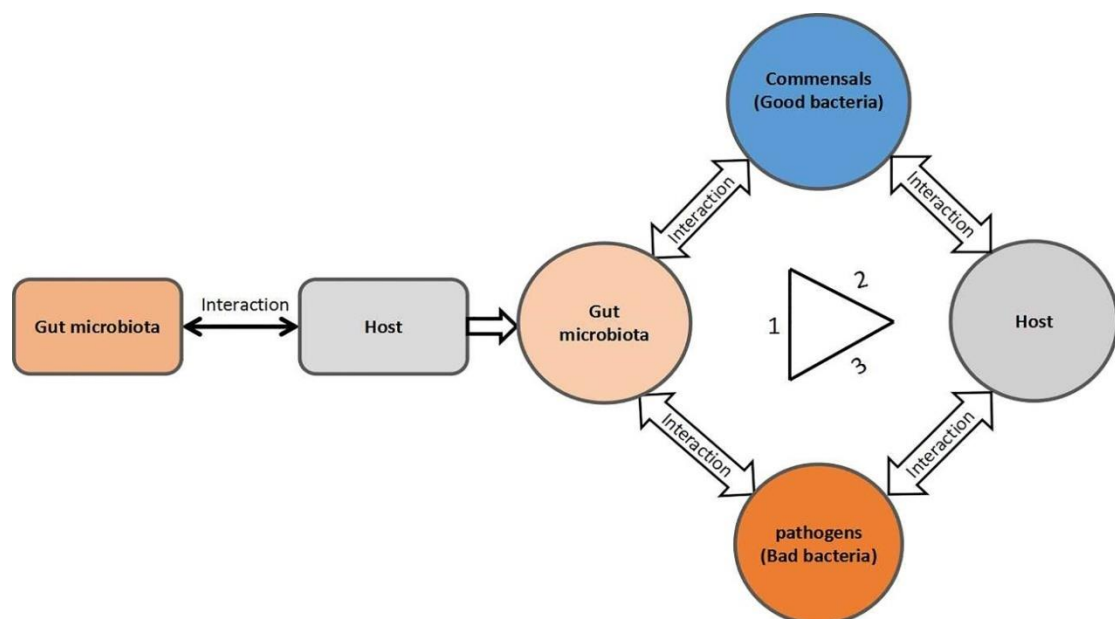 Commensals
(Good bacteria)
Interaction
Interaction
Gut microbiota
Interaction
Host
Gut
microbiota
1
2
3
Host
Interaction
Interaction
pathogens
(Bad bacteria)